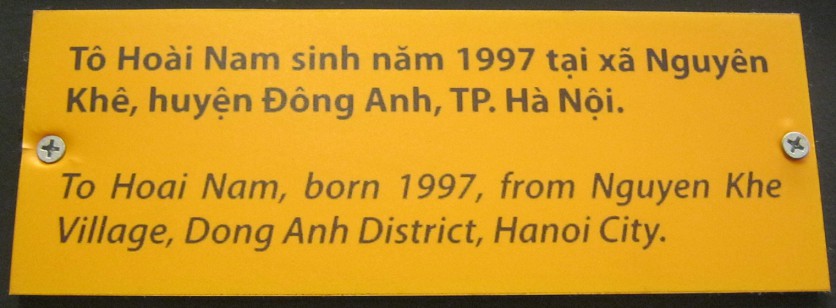 Tô Hoài Nam sinh năm 1997 tại xã Nguyên
Khê, huyện Đông Anh, TP. Hà Nội.
To Hoai Nam, born 1997, from Nguyen Khe
Village, Dong Anh District, Hanoi City.